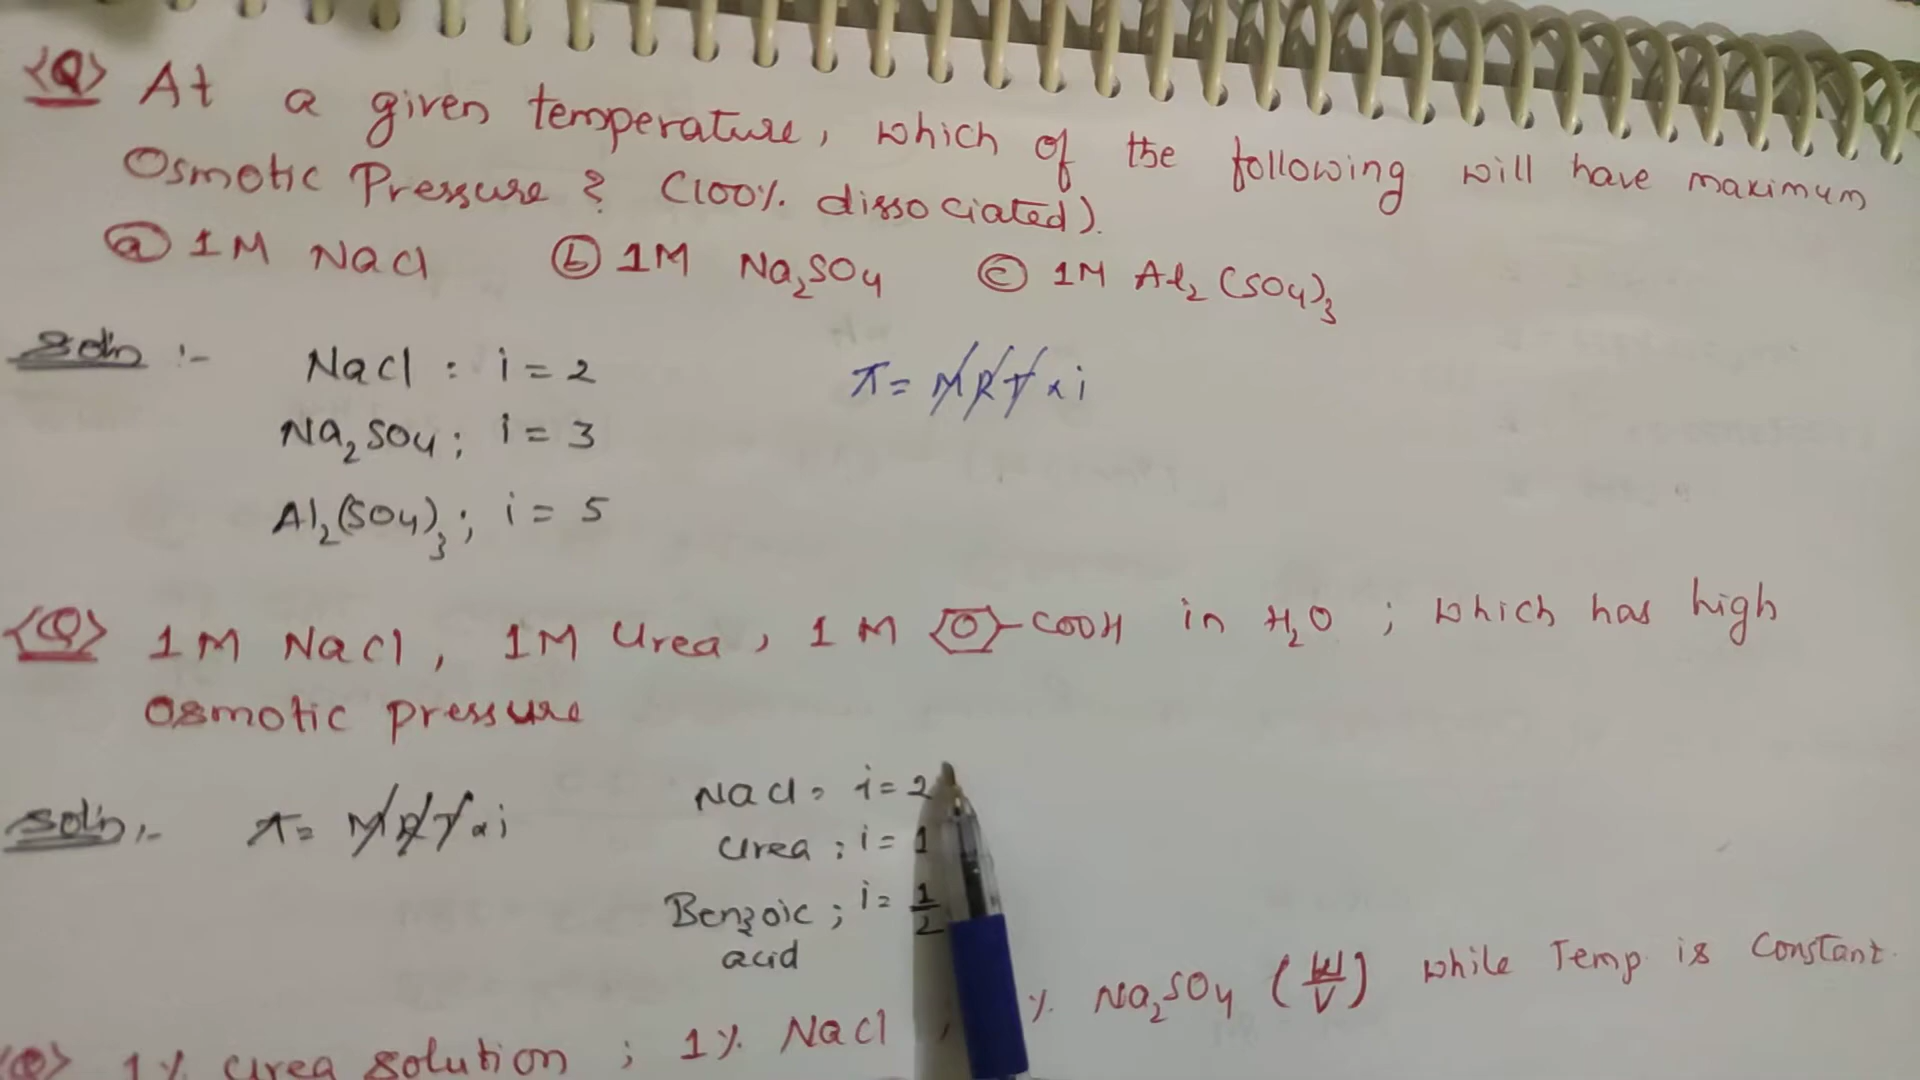 <Q> At a given temperature, which of the following will have maximum
Osmotic Pressure ? (100% dissociated).
ⓐ 1M NaCl ⓑ 1M Na₂SO₄ ⓒ 1M Al₂(SO₄)₃
Soln :- NaCl : i = 2 π = MRT x i
Na₂SO₄ ; i = 3
Al₂(SO₄)₃ ; i = 5
<Q> 1M NaCl , 1M Urea , 1M -COOH in H₂O ; which has high
Osmotic pressure
Soln :- π = MRT x i NaCl , i = 2
Urea ; i = 1
Benzoic ; i = 1/2
acid
<Q> 1% Urea solution ; 1% NaCl , % Na₂SO₄ (W/V) while Temp is Constant.